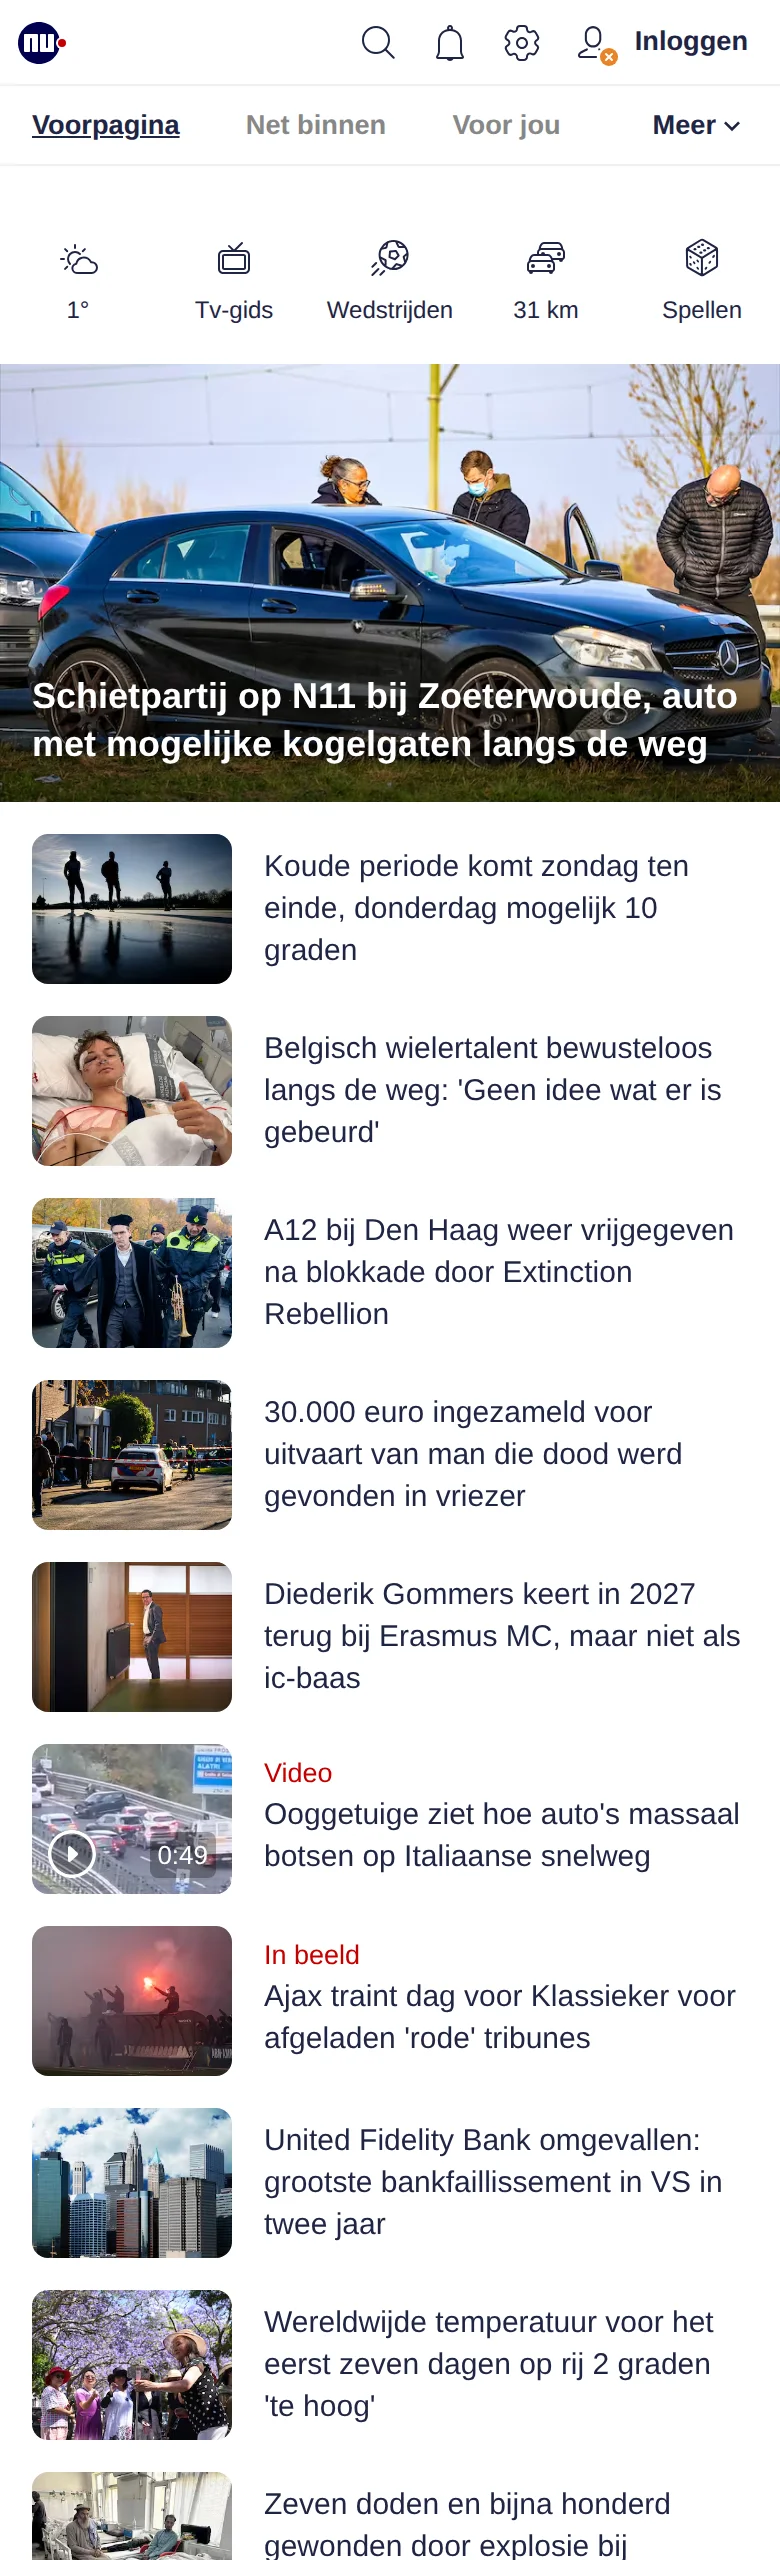 nu
Inloggen
Voorpagina Net binnen Voor jou Meer
1° Tv-gids Wedstrijden 31 km Spellen
Schietpartij op N11 bij Zoeterwoude, auto
met mogelijke kogelgaten langs de weg
Koude periode komt zondag ten
einde, donderdag mogelijk 10
graden
Belgisch wielertalent bewusteloos
langs de weg: 'Geen idee wat er is
gebeurd'
A12 bij Den Haag weer vrijgegeven
na blokkade door Extinction
Rebellion
30.000 euro ingezameld voor
uitvaart van man die dood werd
gevonden in vriezer
Diederik Gommers keert in 2027
terug bij Erasmus MC, maar niet als
ic-baas
0:49
Video
Ooggetuige ziet hoe auto's massaal
botsen op Italiaanse snelweg
In beeld
Ajax traint dag voor Klassieker voor
afgeladen 'rode' tribunes
United Fidelity Bank omgevallen:
grootste bankfaillissement in VS in
twee jaar
Wereldwijde temperatuur voor het
eerst zeven dagen op rij 2 graden
'te hoog'
Zeven doden en bijna honderd
gewonden door explosie bij